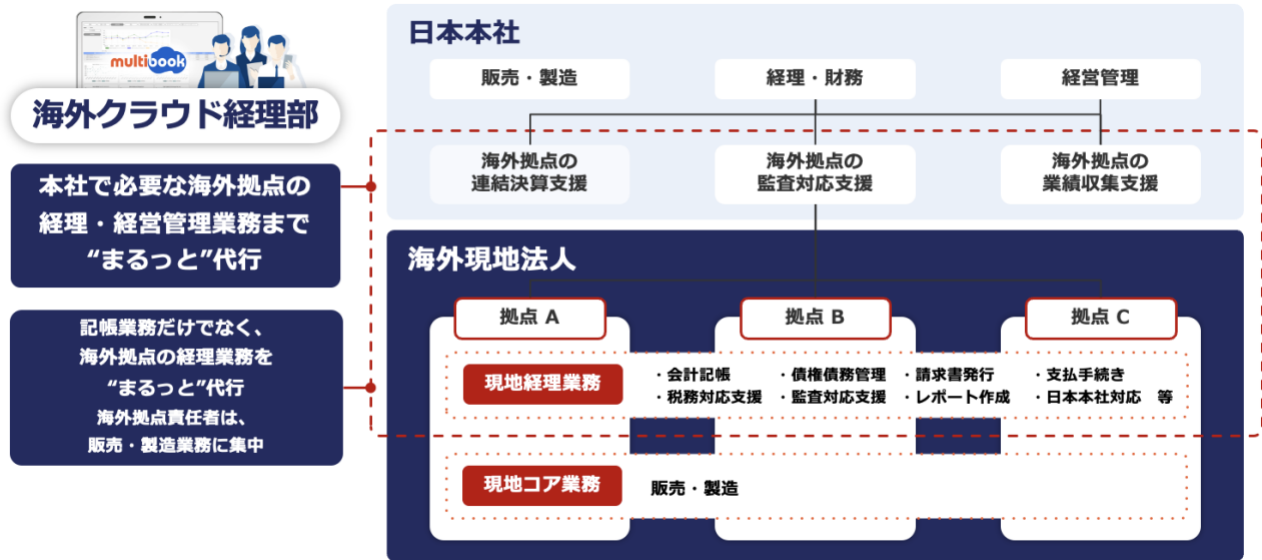 multibook
海外クラウド経理部
本社で必要な海外拠点の
経理・経営管理業務まで
“まるっと”代行
記帳業務だけでなく、
海外拠点の経理業務を
“まるっと”代行
海外拠点責任者は、
販売・製造業務に集中
日本本社
販売・製造
経理・財務
経営管理
海外拠点の
連結決算支援
海外拠点の
監査対応支援
海外拠点の
業績収集支援
海外現地法人
拠点 A
拠点 B
拠点 C
現地経理業務
・会計記帳 ・債権債務管理 ・請求書発行 ・支払手続き
・税務対応支援 ・監査対応支援 ・レポート作成 ・日本本社対応 等
現地コア業務
販売・製造